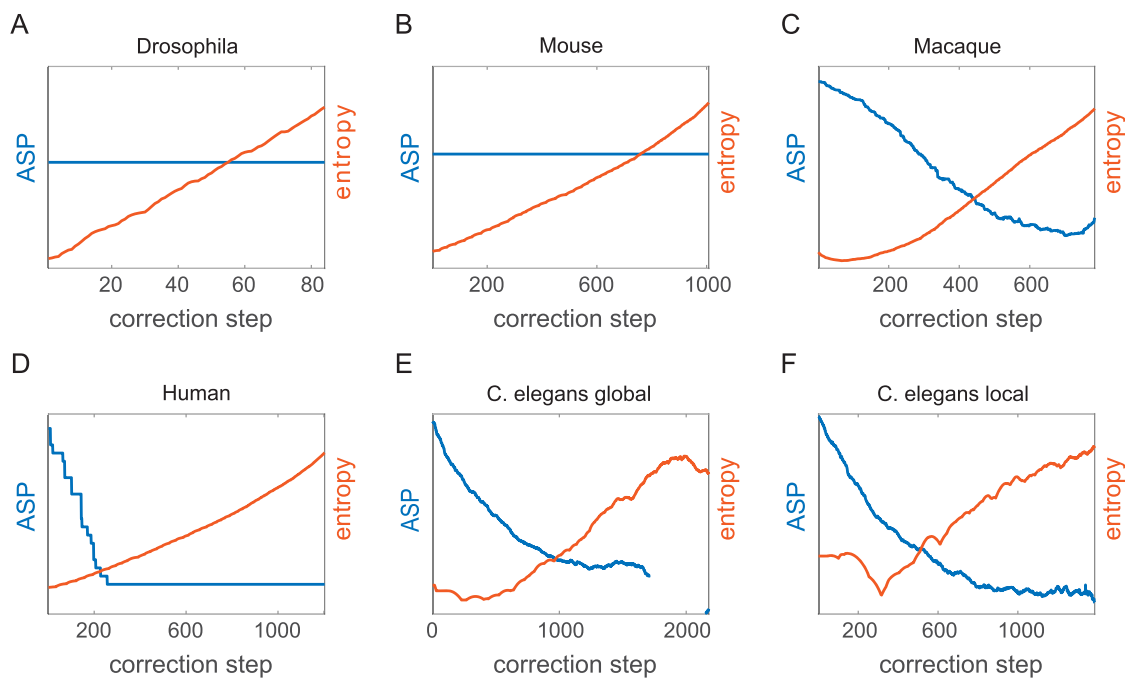 A
Drosophila
ASP
entropy
20 40 60 80
correction step
B
Mouse
ASP
entropy
200 600 1000
correction step
C
Macaque
ASP
entropy
200 400 600
correction step
D
Human
ASP
entropy
200 600 1000
correction step
E
C. elegans global
ASP
entropy
0 1000 2000
correction step
F
C. elegans local
ASP
entropy
200 600 1000
correction step